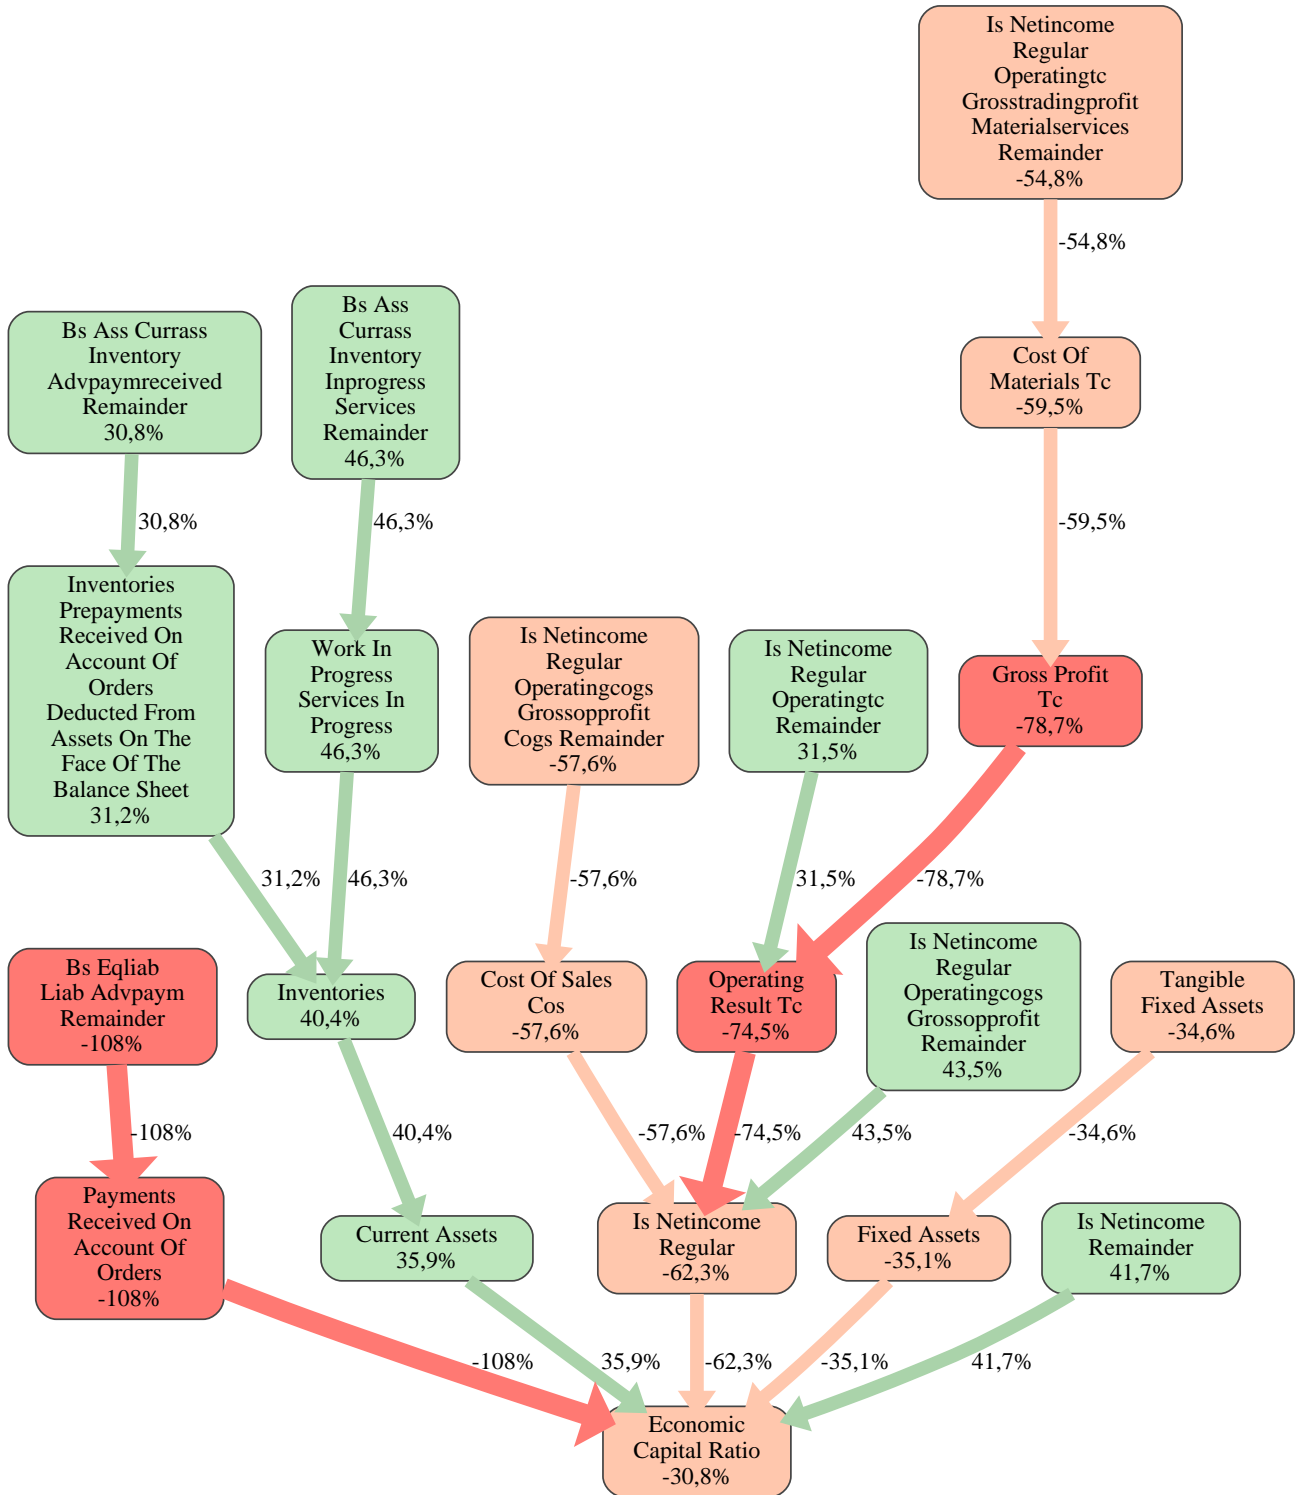 Is Netincome
Regular
Operatingtc
Grosstradingprofit
Materialservices
Remainder
-54,8%
-54,8%
Bs Ass Currass
Inventory
Advpaymreceived
Remainder
30,8%
Bs Ass
Currass
Inventory
Inprogress
Services
Remainder
46,3%
Cost Of
Materials Tc
-59,5%
30,8%
46,3%
-59,5%
Inventories
Prepayments
Received On
Account Of
Orders
Deducted From
Assets On The
Face Of The
Balance Sheet
31,2%
Work In
Progress
Services In
Progress
46,3%
Is Netincome
Regular
Operatingcogs
Grossopprofit
Cogs Remainder
-57,6%
Is Netincome
Regular
Operatingtc
Remainder
31,5%
Gross Profit
Tc
-78,7%
31,2%
46,3%
-57,6%
31,5%
-78,7%
Bs Eqliab
Liab Advpaym
Remainder
-108%
Inventories
40,4%
Cost Of Sales
Cos
-57,6%
Operating
Result Tc
-74,5%
Is Netincome
Regular
Operatingcogs
Grossopprofit
Remainder
43,5%
Tangible
Fixed Assets
-34,6%
-108%
40,4%
-57,6%
-74,5%
43,5%
-34,6%
Payments
Received On
Account Of
Orders
-108%
Current Assets
35,9%
Is Netincome
Regular
-62,3%
Fixed Assets
-35,1%
Is Netincome
Remainder
41,7%
-108%
35,9%
-62,3%
-35,1%
41,7%
Economic
Capital Ratio
-30,8%